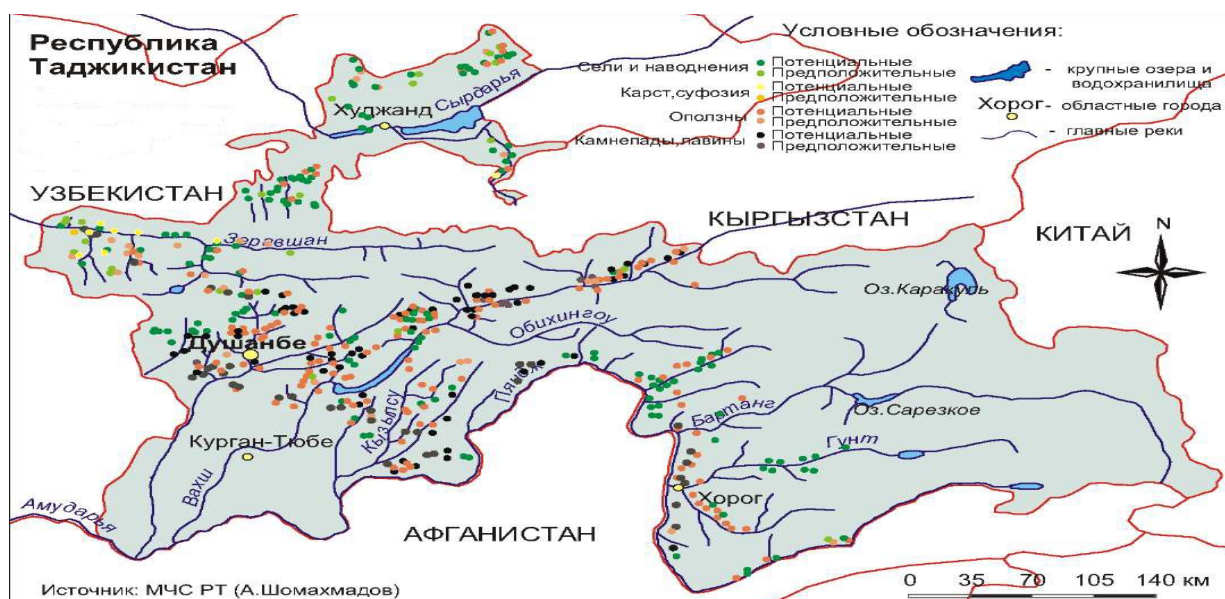 Республика
Таджикистан
Условные обозначения:
Сели и наводнения
Потенциальные
Предположительные
Карст,суфозия
Потенциальные
Предположительные
Оползны
Потенциальные
Предположительные
Камнепады,лавины
Потенциальные
Предположительные
- крупные озера и
водохранилища
Хорог - областные города
- главные реки
Худжанд
Сырдарья
УЗБЕКИСТАН
КЫРГЫЗСТАН
КИТАЙ
N
Зеравшан
Оз.Каракуль
Обихингоу
Душанбе
Пяндж
Бартанг
Оз.Сарезкое
Кызылсу
Гунт
Курган-Тюбе
Вахш
Хорог
Амударья
АФГАНИСТАН
Источник: МЧС РТ (А.Шомахмадов)
0 35 70 105 140 км